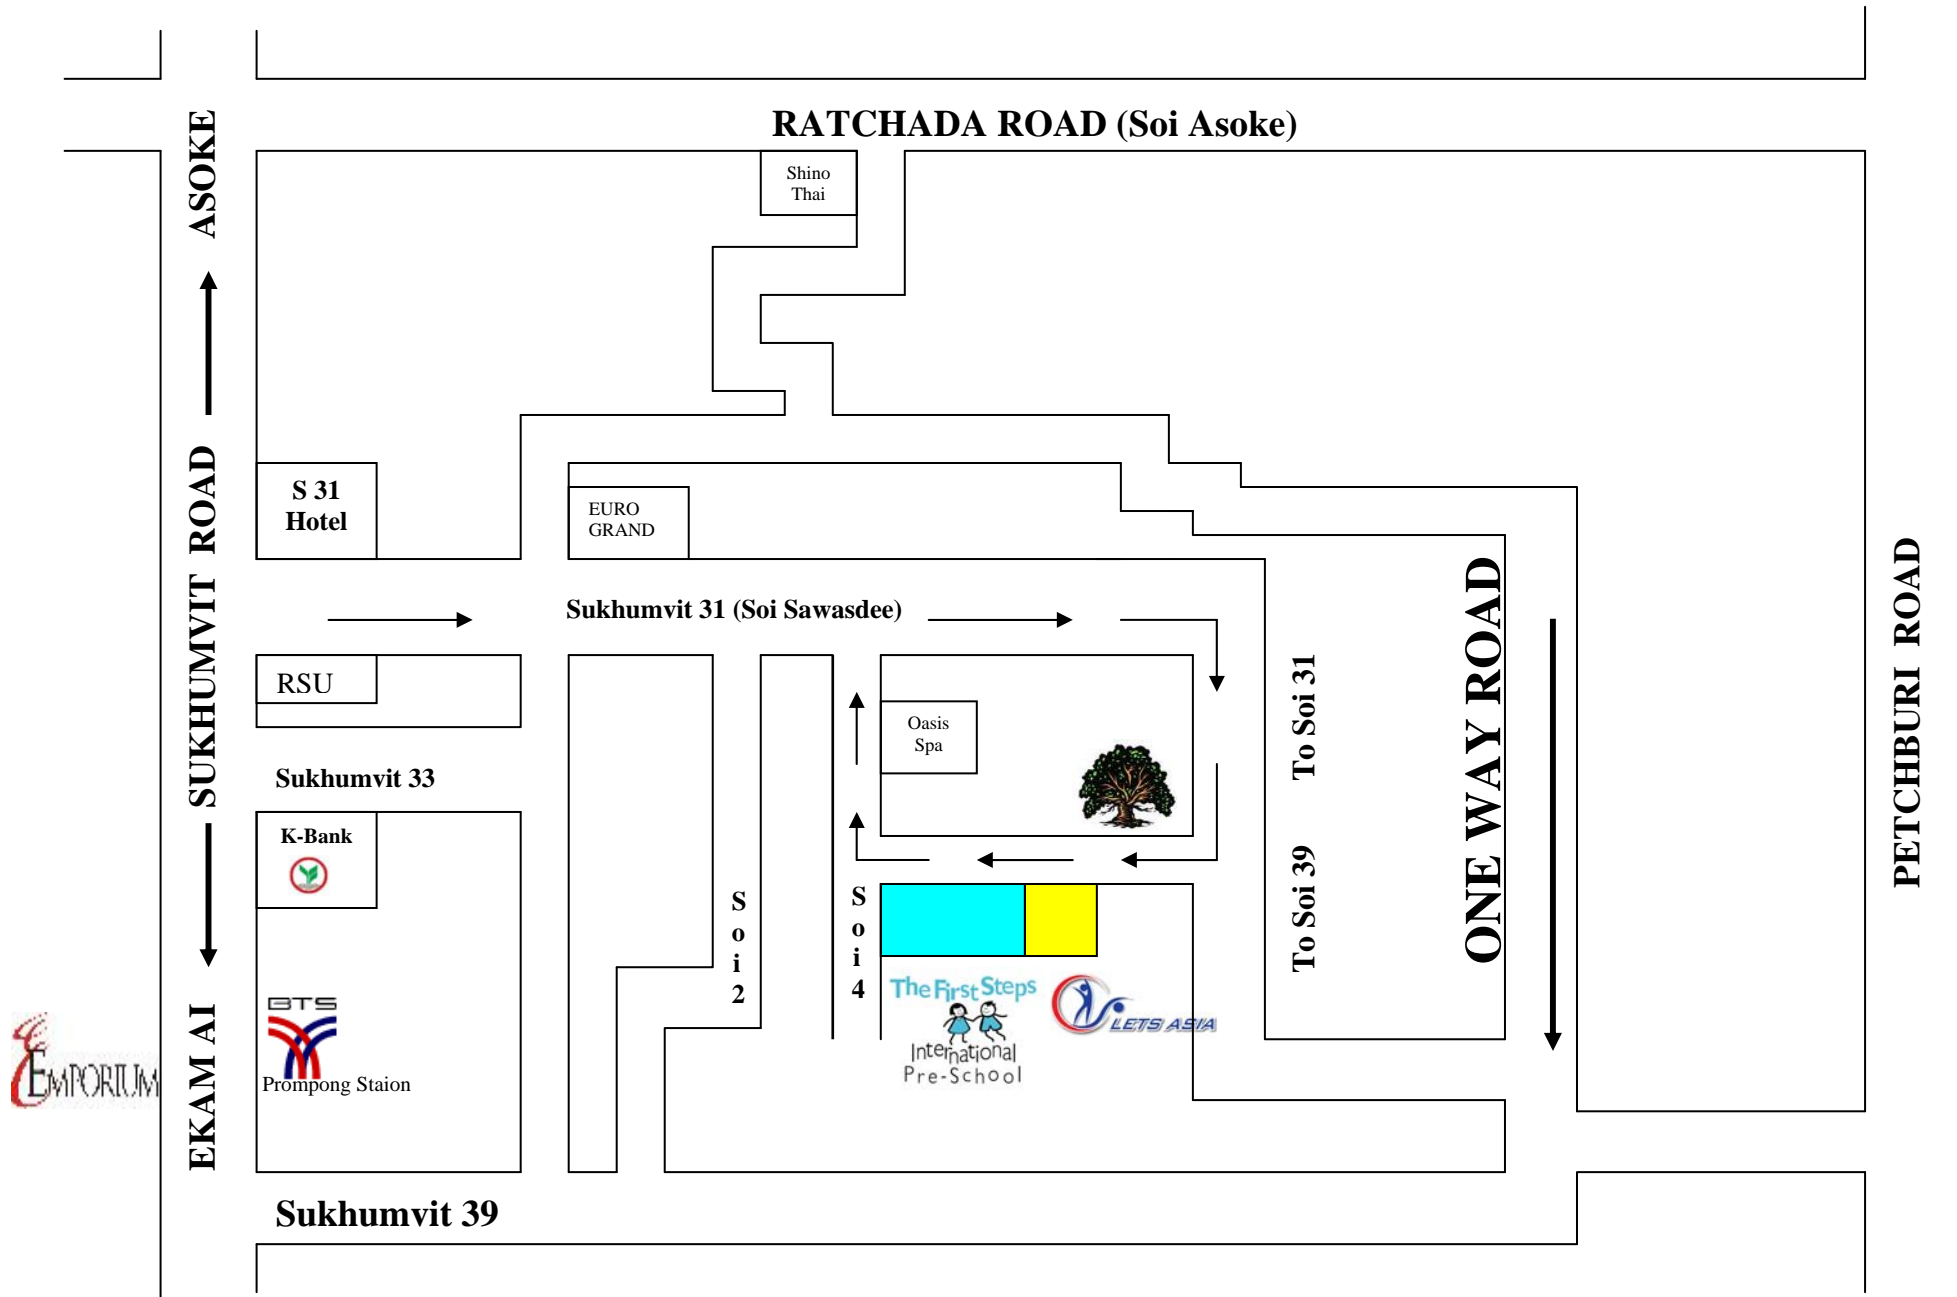 RATCHADA ROAD (Soi Asoke)
ASOKE
Shino
Thai
SUKHUMVIT ROAD
S 31
Hotel
EURO
GRAND
Sukhumvit 31 (Soi Sawasdee)
RSU
Oasis
Spa
To Soi 31
To Soi 39
ONE WAY ROAD
PETCHBURI ROAD
Sukhumvit 33
K-Bank
Soi 2
Soi 4
The First Steps
International
Pre-School
LETS ASIA
BTS
Prompong Staion
EMPORIUM
EKAM AI
Sukhumvit 39